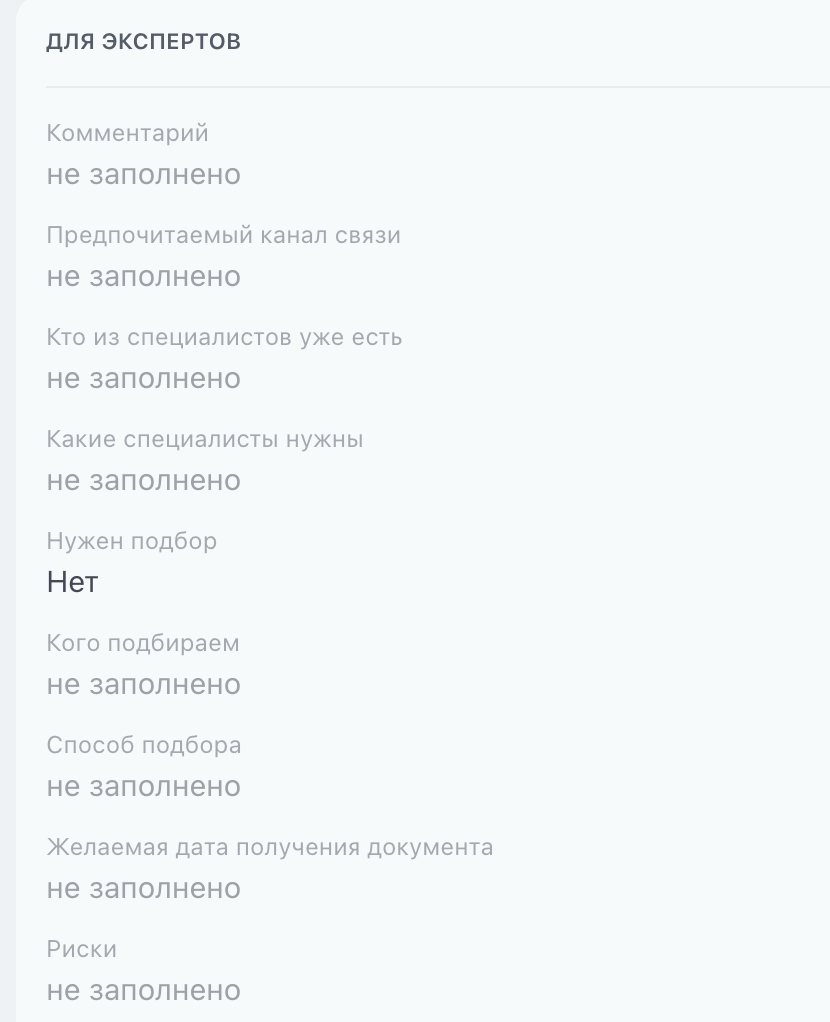 ДЛЯ ЭКСПЕРТОВ
Комментарий
не заполнено
Предпочитаемый канал связи
не заполнено
Кто из специалистов уже есть
не заполнено
Какие специалисты нужны
не заполнено
Нужен подбор
Нет
Кого подбираем
не заполнено
Способ подбора
не заполнено
Желаемая дата получения документа
не заполнено
Риски
не заполнено